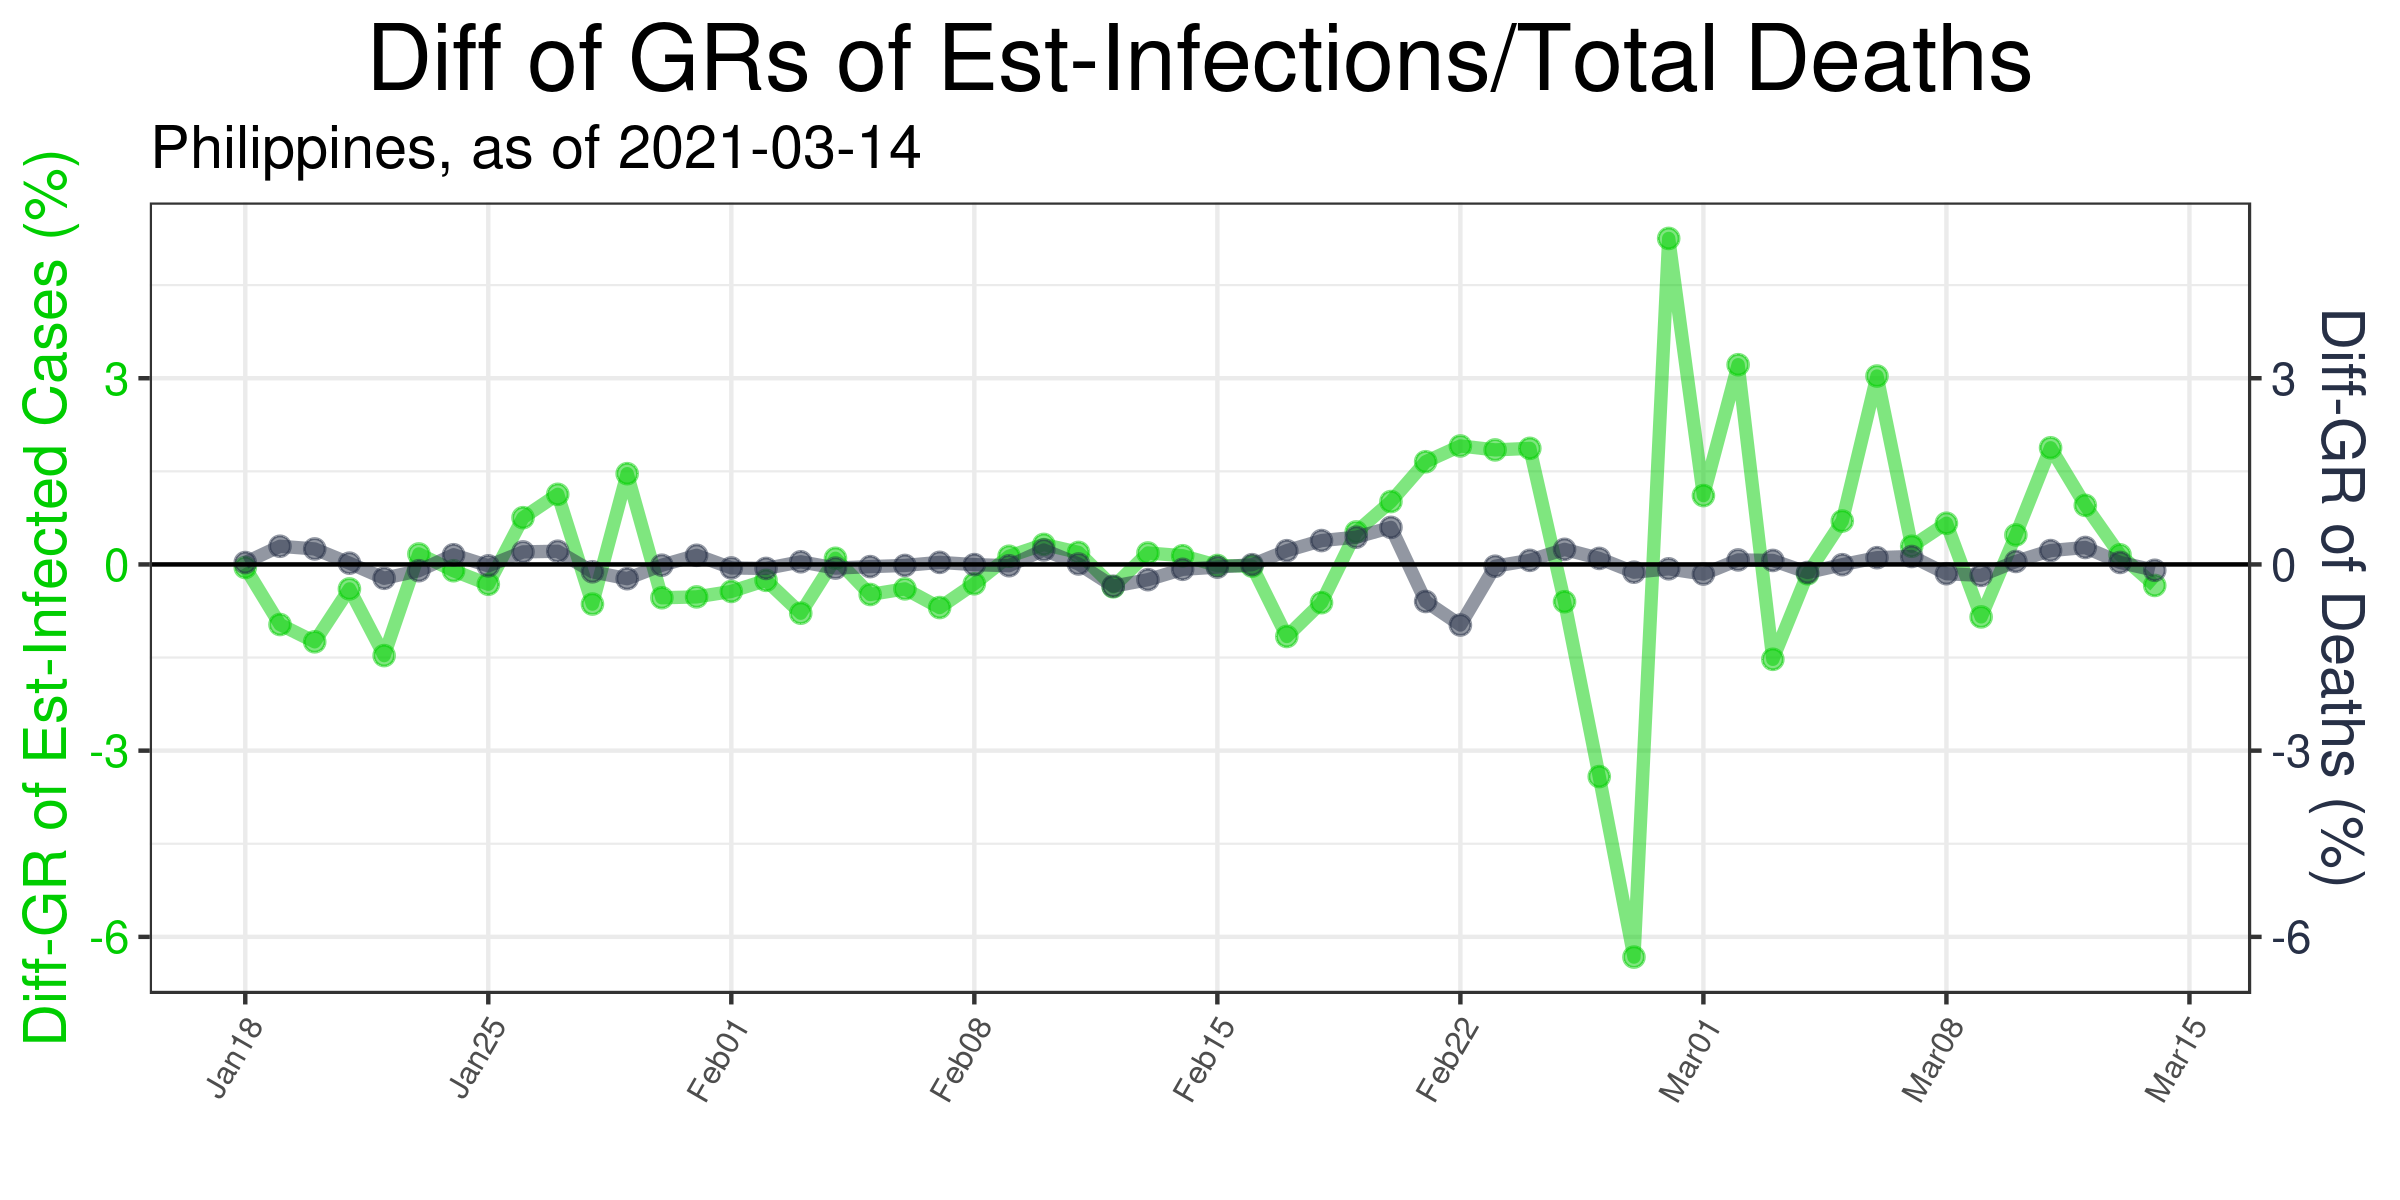 Diff of GRs of Est-Infections/Total Deaths
Philippines, as of 2021-03-14
Diff-GR of Est-Infected Cases (%)
3
0
-3
-6
3
0
-3
-6
Diff-GR of Deaths (%)
Jan18
Jan25
Feb01
Feb08
Feb15
Feb22
Mar01
Mar08
Mar15